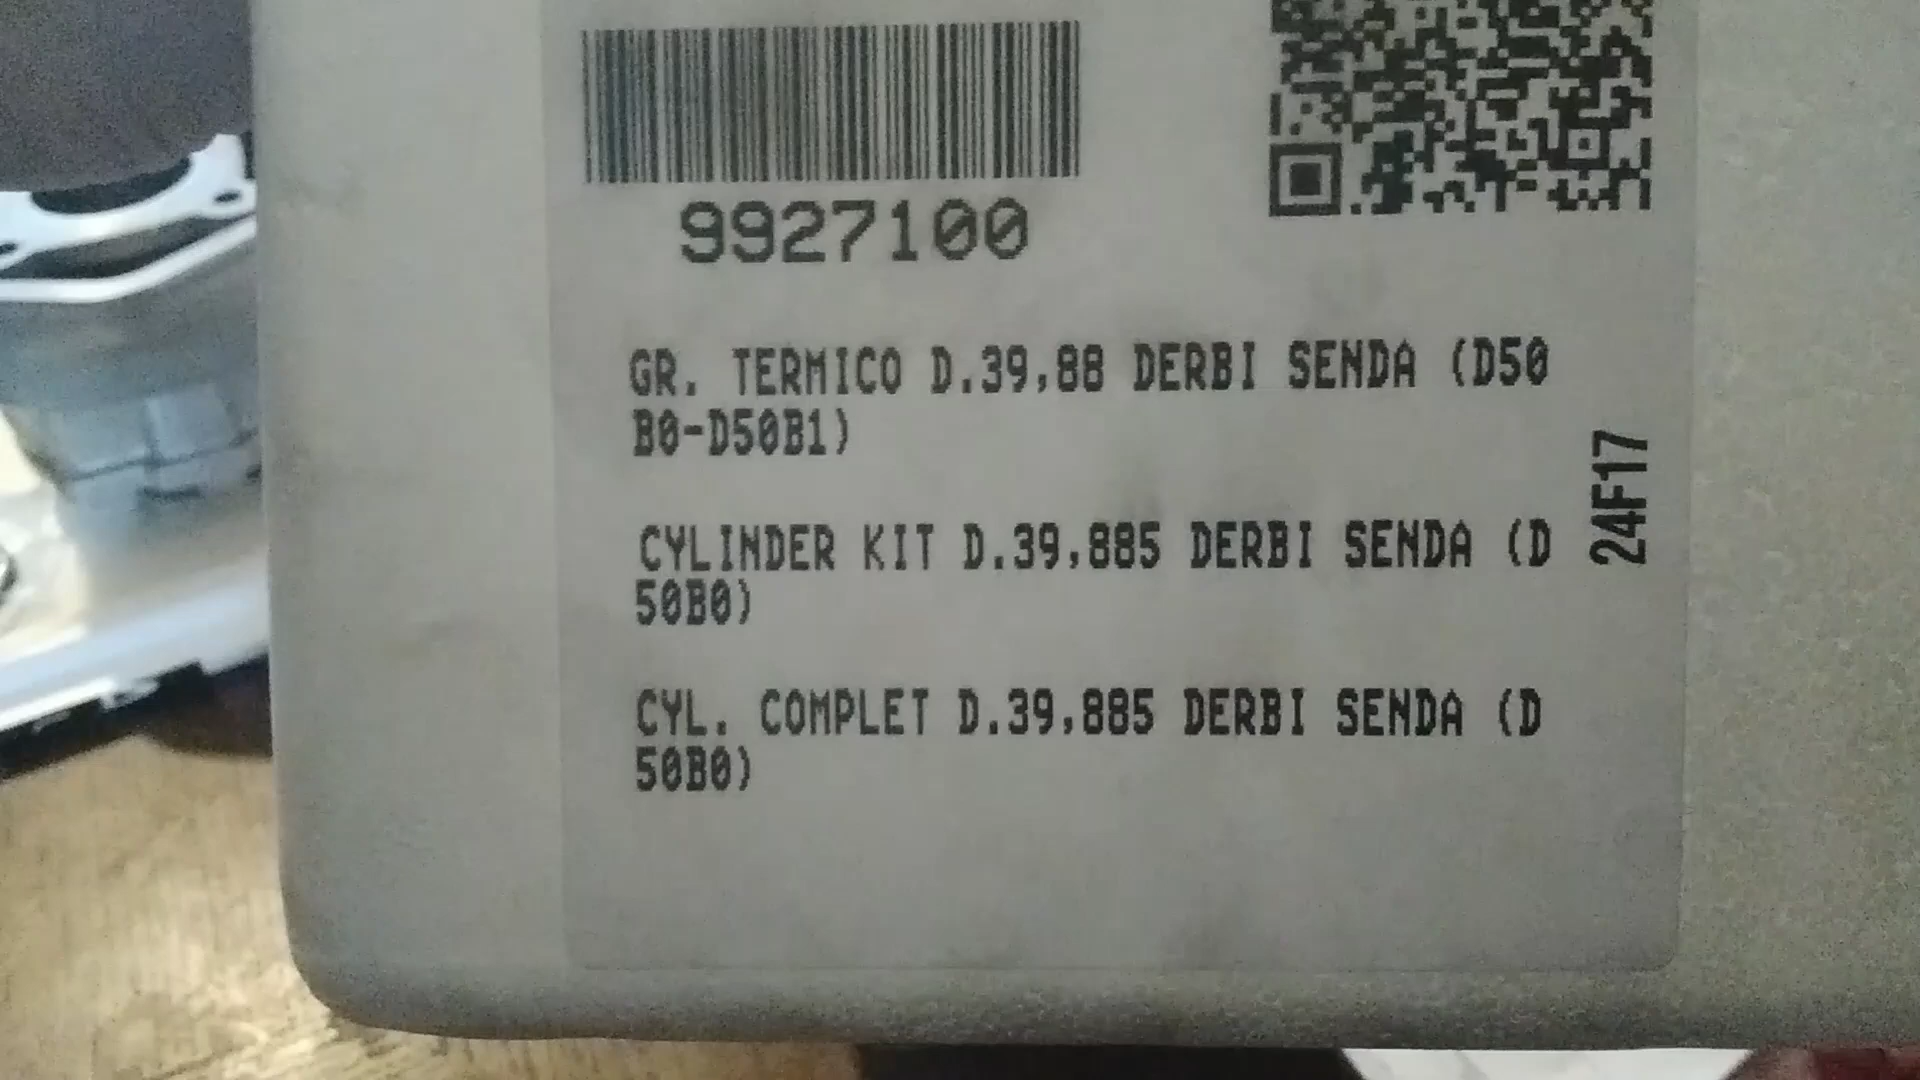 9927100
GR. TERMICO D.39,88 DERBI SENDA (D50
B0-D50B1)
24F17
CYLINDER KIT D.39,885 DERBI SENDA (D
50B0)
CYL. COMPLET D.39,885 DERBI SENDA (D
50B0)